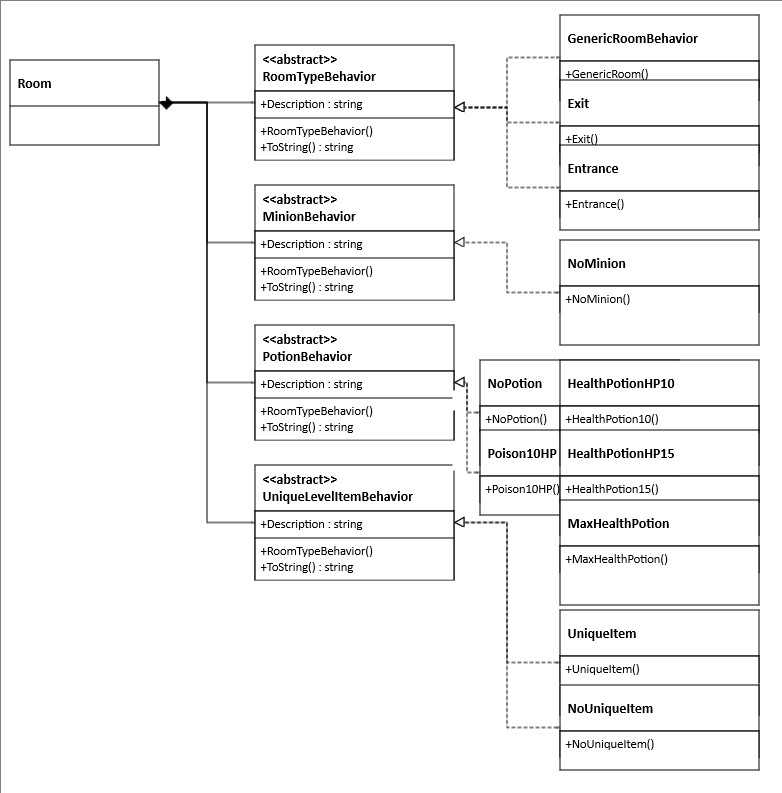 Room
<<abstract>>
RoomTypeBehavior
+Description : string
+RoomTypeBehavior()
+ToString() : string
GenericRoomBehavior
+GenericRoom()
Exit
+Exit()
Entrance
+Entrance()
<<abstract>>
MinionBehavior
+Description : string
+RoomTypeBehavior()
+ToString() : string
NoMinion
+NoMinion()
<<abstract>>
PotionBehavior
+Description : string
+RoomTypeBehavior()
+ToString() : string
NoPotion
+NoPotion()
HealthPotionHP10
+HealthPotion10()
Poison10HP
+Poison10HP()
HealthPotionHP15
+HealthPotion15()
MaxHealthPotion
+MaxHealthPotion()
<<abstract>>
UniqueLevelItemBehavior
+Description : string
+RoomTypeBehavior()
+ToString() : string
UniqueItem
+UniqueItem()
NoUniqueItem
+NoUniqueItem()